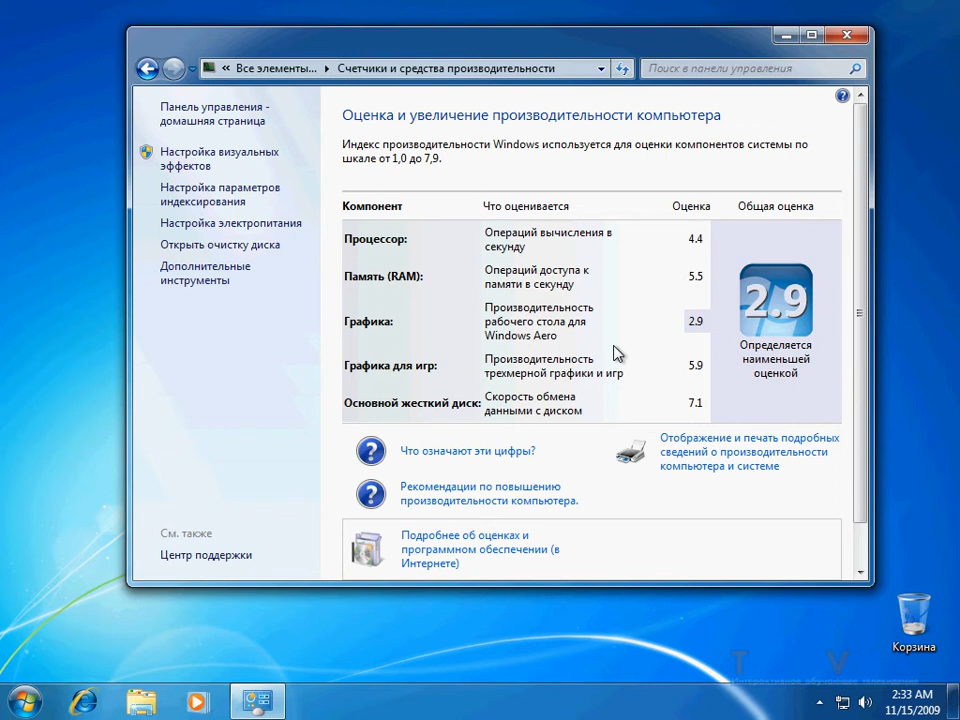 « Все элементы... ▸ Счетчики и средства производительности
Поиск в панели управления
Панель управления -
домашняя страница
Настройка визуальных
эффектов
Настройка параметров
индексирования
Настройка электропитания
Открыть очистку диска
Дополнительные
инструменты
См. также
Центр поддержки
Оценка и увеличение производительности компьютера
Индекс производительности Windows используется для оценки компонентов системы по
шкале от 1,0 до 7,9.
Компонент Что оценивается Оценка Общая оценка
Процессор: Операций вычисления в
секунду 4.4
Память (RAM): Операций доступа к
памяти в секунду 5.5
Графика: Производительность
рабочего стола для
Windows Aero 2.9
Графика для игр: Производительность
трехмерной графики и игр 5.9
Основной жесткий диск: Скорость обмена
данными с диском 7.1
2.9
Определяется
наименьшей
оценкой
Что означают эти цифры?
Отображение и печать подробных
сведений о производительности
компьютера и системе
Рекомендации по повышению
производительности компьютера.
Подробнее об оценках и
программном обеспечении (в
Интернете)
Корзина
T V
2:33 AM
11/15/2009